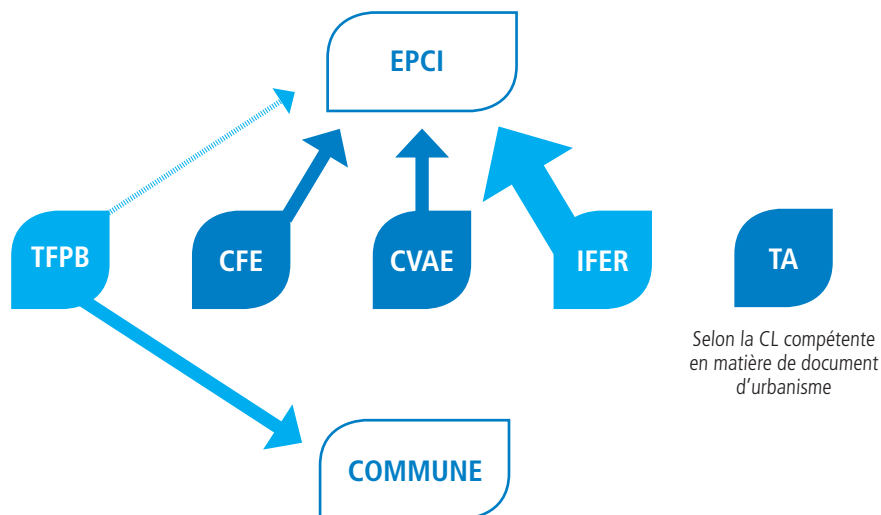 EPCI
TFPB
CFE
CVAE
IFER
TA
Selon la CL compétente
en matière de document
d’urbanisme
COMMUNE